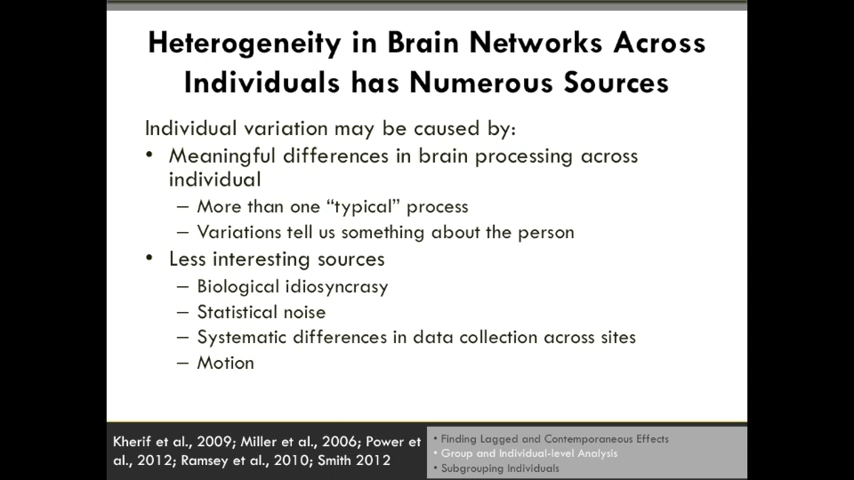 Heterogeneity in Brain Networks Across
Individuals has Numerous Sources
Individual variation may be caused by:
• Meaningful differences in brain processing across
individual
– More than one “typical” process
– Variations tell us something about the person
• Less interesting sources
– Biological idiosyncrasy
– Statistical noise
– Systematic differences in data collection across sites
– Motion
Kherif et al., 2009; Miller et al., 2006; Power et
al., 2012; Ramsey et al., 2010; Smith 2012
• Finding Lagged and Contemporaneous Effects
• Group and Individual-level Analysis
• Subgrouping Individuals